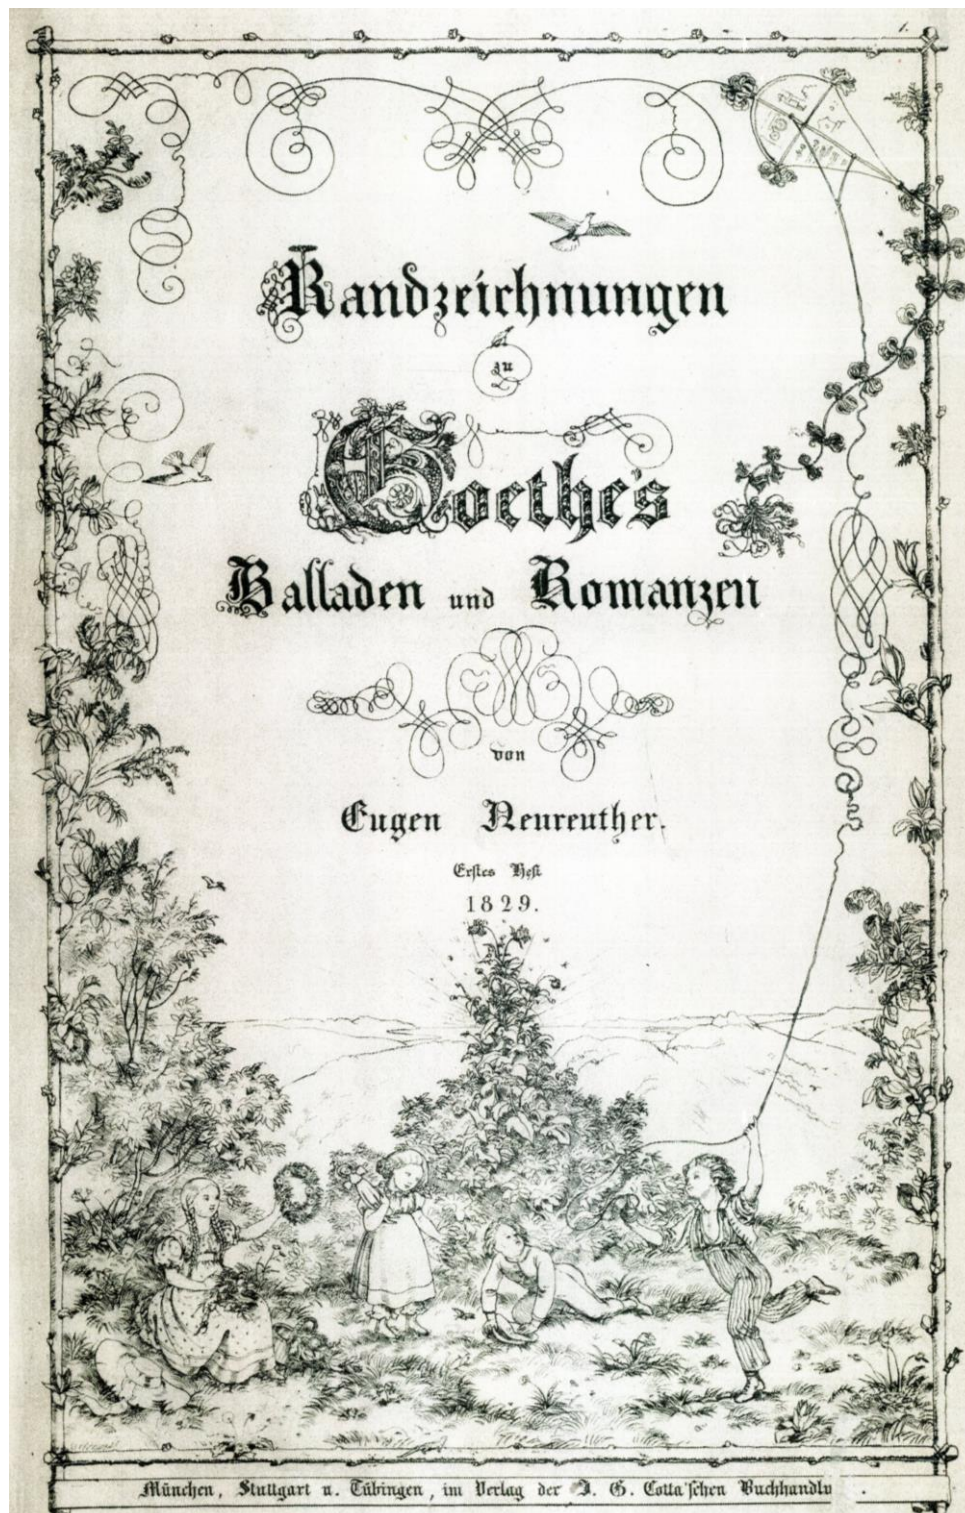 1.
Randzeichnungen
zu
Goethe's
Balladen und Romanzen
von
Eugen Neureuther.
Erstes Heft
1829.
München, Stuttgart u. Tübingen, im Verlag der J. G. Cotta'schen